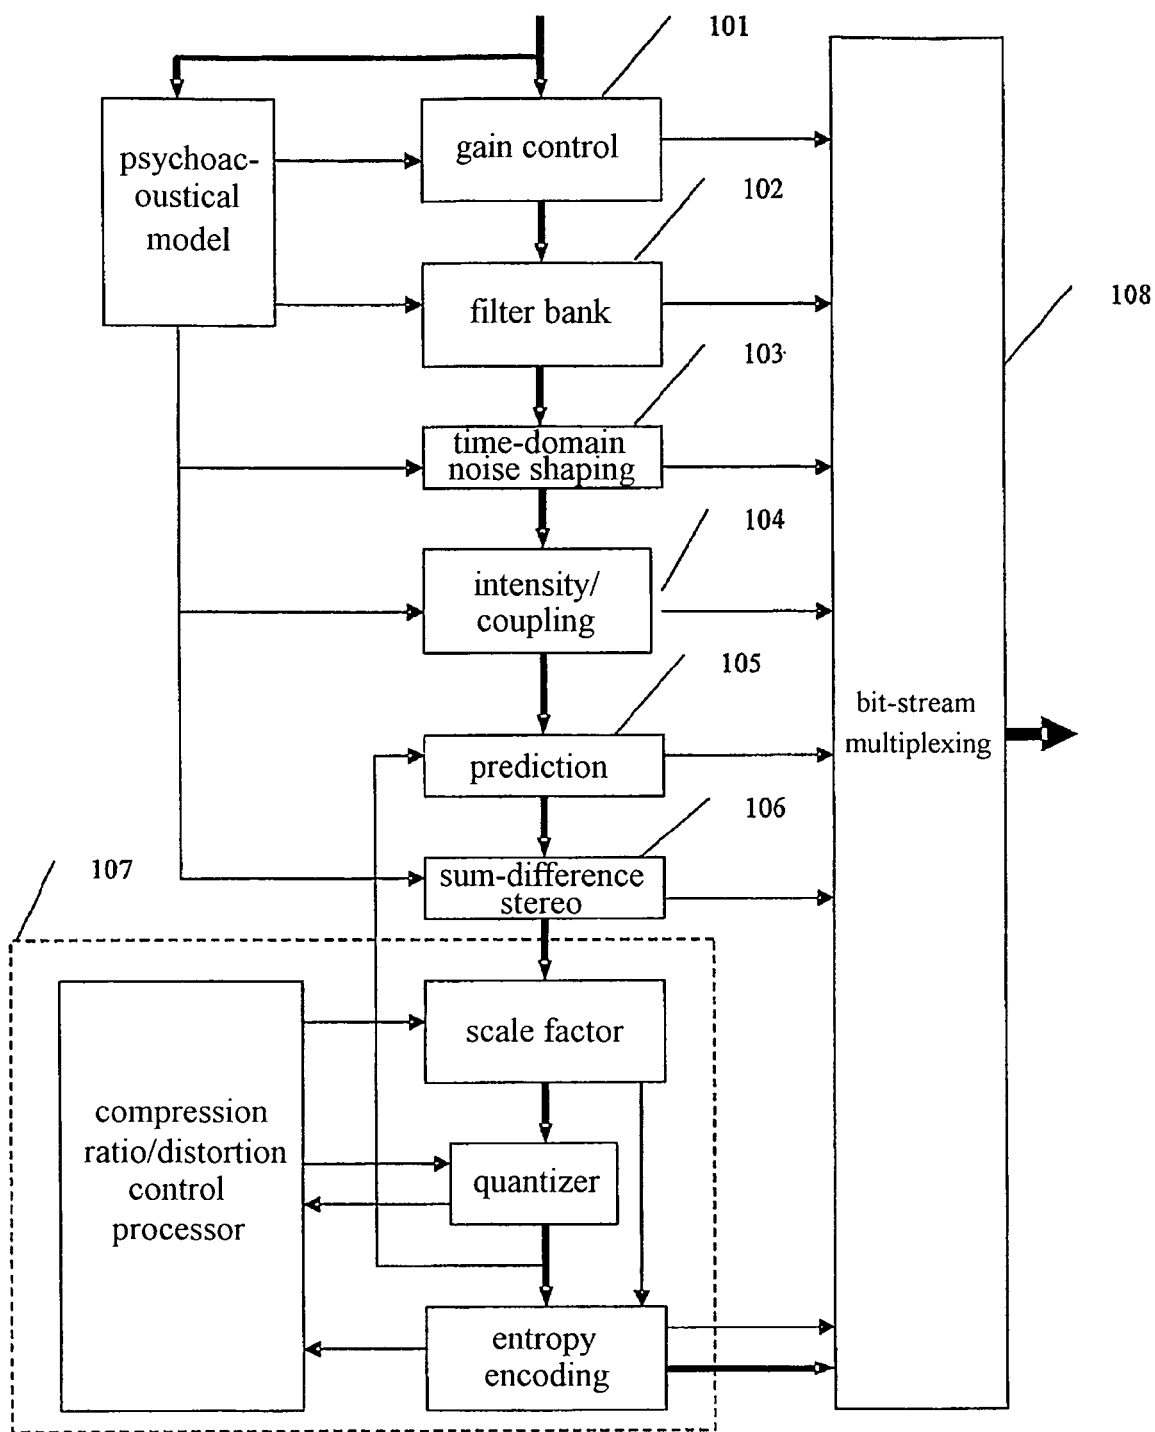 101
psychoac-
oustical
model
gain control
102
filter bank
108
103
time-domain
noise shaping
104
intensity/
coupling
105
bit-stream
multiplexing
prediction
106
sum-difference
stereo
107
scale factor
compression
ratio/distortion
control
processor
quantizer
entropy
encoding